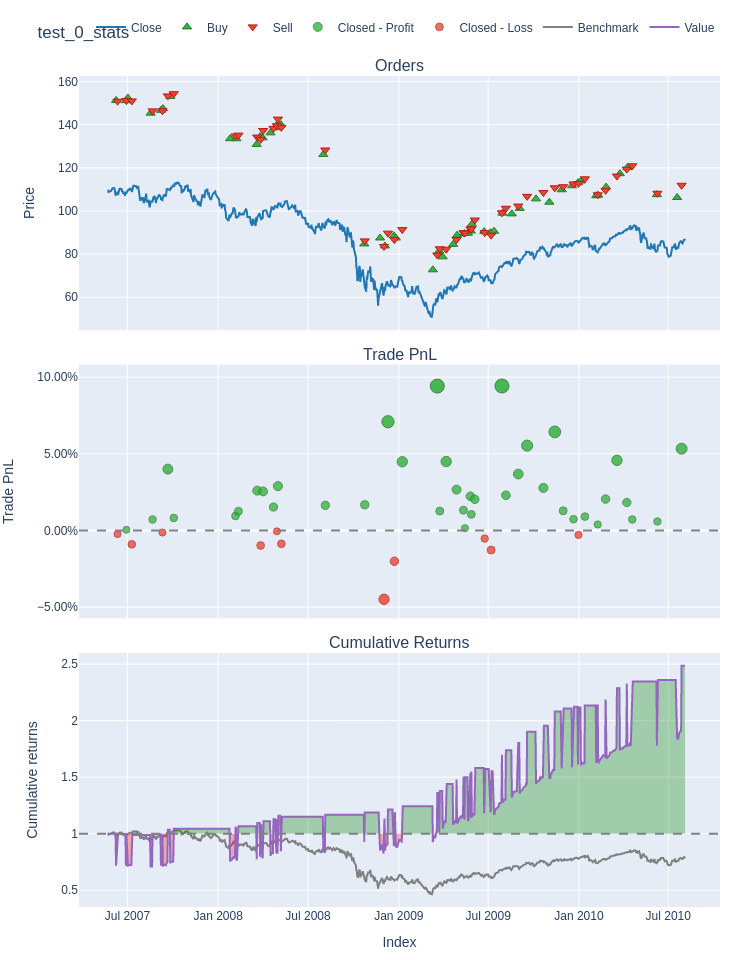 test_0_stats
Close Buy Sell Closed - Profit Closed - Loss Benchmark Value
Orders
160
140
120
100
80
60
Price
Trade PnL
10.00%
5.00%
0.00%
−5.00%
Trade PnL
Cumulative Returns
2.5
2
1.5
1
0.5
Cumulative returns
Jul 2007 Jan 2008 Jul 2008 Jan 2009 Jul 2009 Jan 2010 Jul 2010
Index